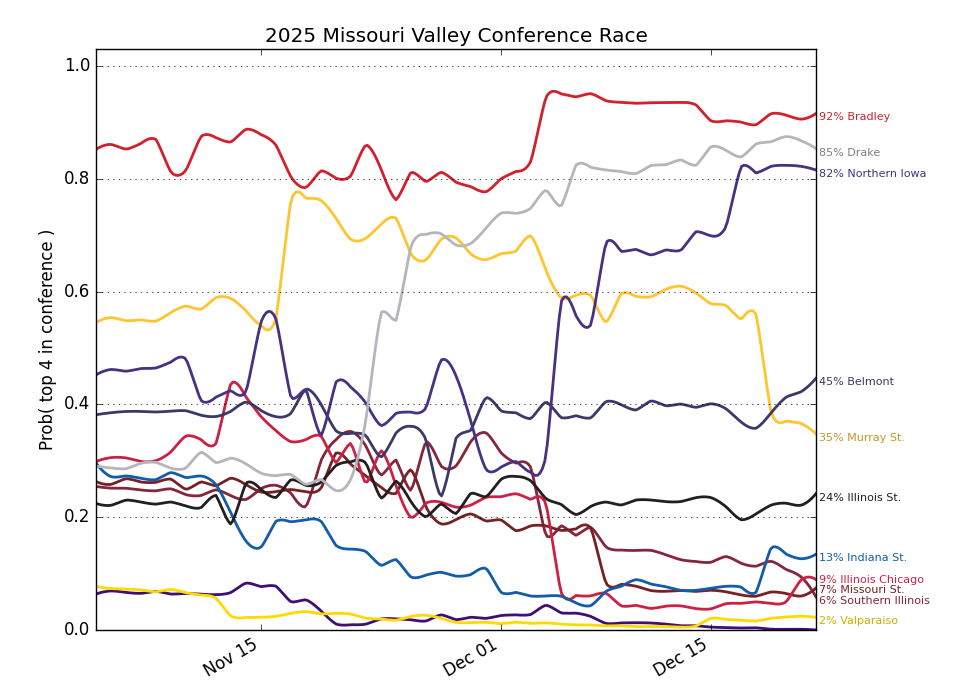 2025 Missouri Valley Conference Race
1.0
0.8
0.6
0.4
0.2
0.0
Prob( top 4 in conference )
Nov 15
Dec 01
Dec 15
92% Bradley
85% Drake
82% Northern Iowa
45% Belmont
35% Murray St.
24% Illinois St.
13% Indiana St.
9% Illinois Chicago
7% Missouri St.
6% Southern Illinois
2% Valparaiso